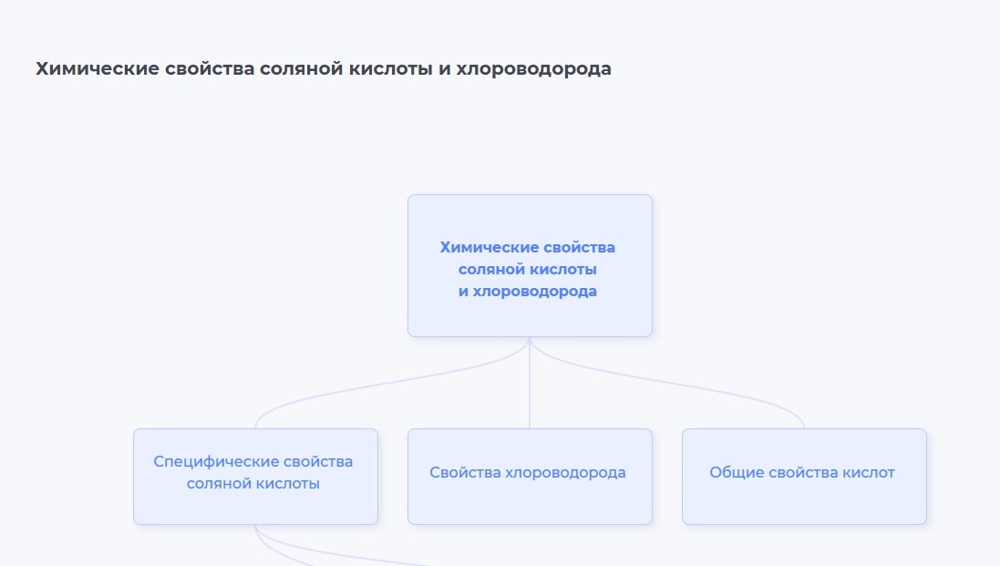 Химические свойства соляной кислоты и хлороводорода
Химические свойства
соляной кислоты
и хлороводорода
Специфические свойства
соляной кислоты
Свойства хлороводорода
Общие свойства кислот